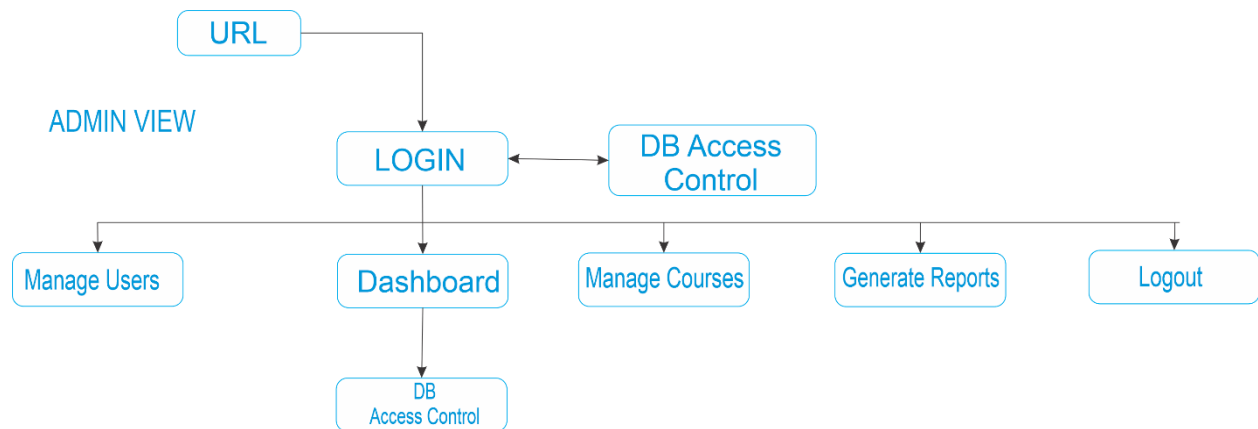 URL
ADMIN VIEW
LOGIN
DB Access
Control
Manage Users
Dashboard
Manage Courses
Generate Reports
Logout
DB
Access Control